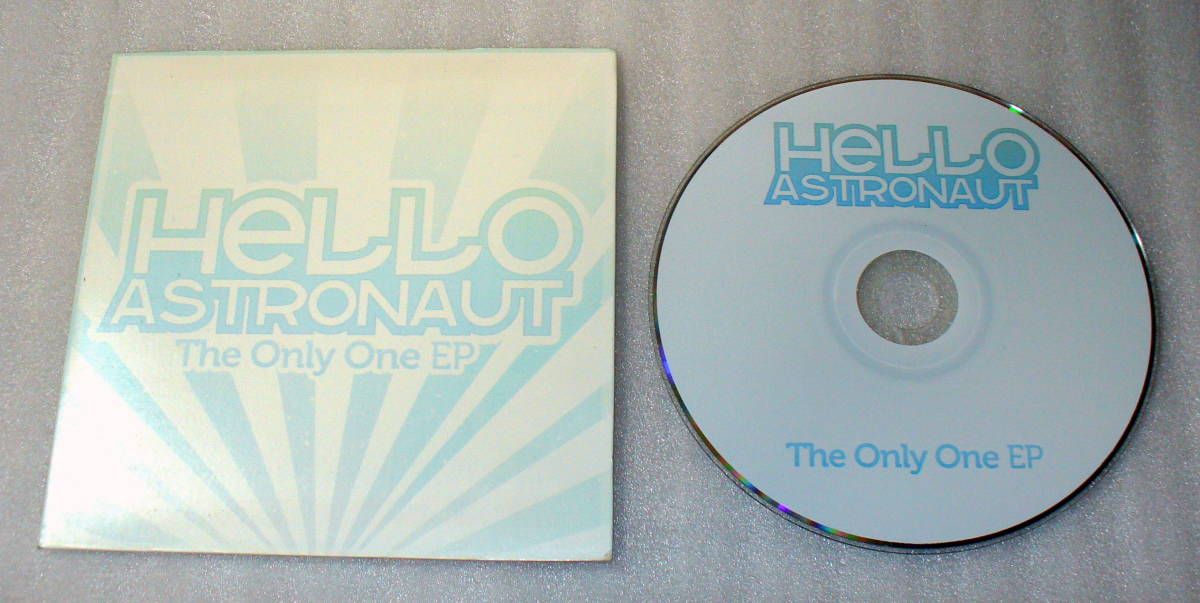 HeLLO
ASTRONAUT
The Only One EP
HeLLO
ASTRONAUT
The Only One EP